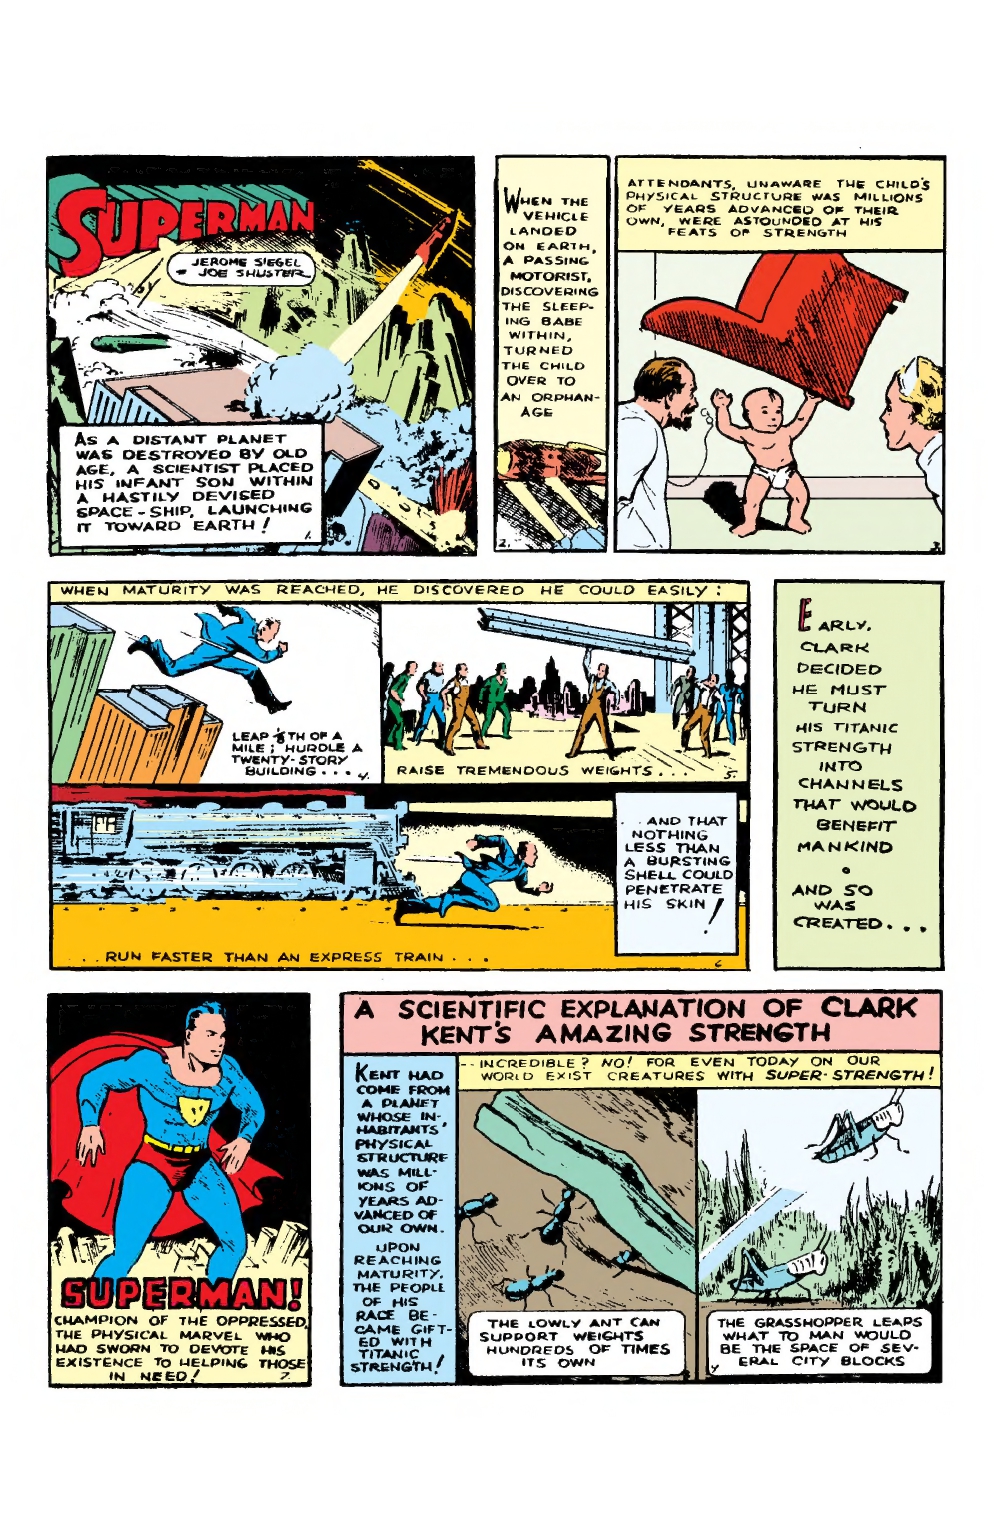 SUPERMAN
JEROME SIEGEL
JOE SHUSTER
AS A DISTANT PLANET
WAS DESTROYED BY OLD
AGE, A SCIENTIST PLACED
HIS INFANT SON WITHIN
A HASTILY DEVISED
SPACE-SHIP, LAUNCHING
IT TOWARD EARTH!
1.
WHEN THE
VEHICLE
LANDED
ON EARTH,
A PASSING
MOTORIST,
DISCOVERING
THE SLEEP-
ING BABE
WITHIN,
TURNED
THE CHILD
OVER TO
AN ORPHAN-
AGE
2.
ATTENDANTS, UNAWARE THE CHILD'S
PHYSICAL STRUCTURE WAS MILLIONS
OF YEARS ADVANCED OF THEIR
OWN, WERE ASTOUNDED AT HIS
FEATS OF STRENGTH
3.
WHEN MATURITY WAS REACHED, HE DISCOVERED HE COULD EASILY:
LEAP 1/8TH OF A
MILE; HURDLE A
TWENTY-STORY
BUILDING . . .
4.
RAISE TREMENDOUS WEIGHTS. . .
5.
. . . RUN FASTER THAN AN EXPRESS TRAIN . . .
. . AND THAT
NOTHING
LESS THAN
A BURSTING
SHELL COULD
PENETRATE
HIS SKIN!
6
EARLY,
CLARK
DECIDED
HE MUST
TURN
HIS TITANIC
STRENGTH
INTO
CHANNELS
THAT WOULD
BENEFIT
MANKIND
AND SO
WAS
CREATED. . .
SUPERMAN!
CHAMPION OF THE OPPRESSED,
THE PHYSICAL MARVEL WHO
HAD SWORN TO DEVOTE HIS
EXISTENCE TO HELPING THOSE
IN NEED!
7.
A SCIENTIFIC EXPLANATION OF CLARK
KENT'S AMAZING STRENGTH
KENT HAD
COME FROM
A PLANET
WHOSE IN-
HABITANTS'
PHYSICAL
STRUCTURE
WAS MILL-
IONS OF
YEARS AD-
VANCED OF
OUR OWN.
UPON
REACHING
MATURITY,
THE PEOPLE
OF HIS
RACE BE-
CAME GIFT-
ED WITH
TITANIC
STRENGTH!
-- INCREDIBLE? NO! FOR EVEN TODAY ON OUR
WORLD EXIST CREATURES WITH SUPER-STRENGTH!
THE LOWLY ANT CAN
SUPPORT WEIGHTS
HUNDREDS OF TIMES
ITS OWN
THE GRASSHOPPER LEAPS
WHAT TO MAN WOULD
BE THE SPACE OF SEV-
ERAL CITY BLOCKS